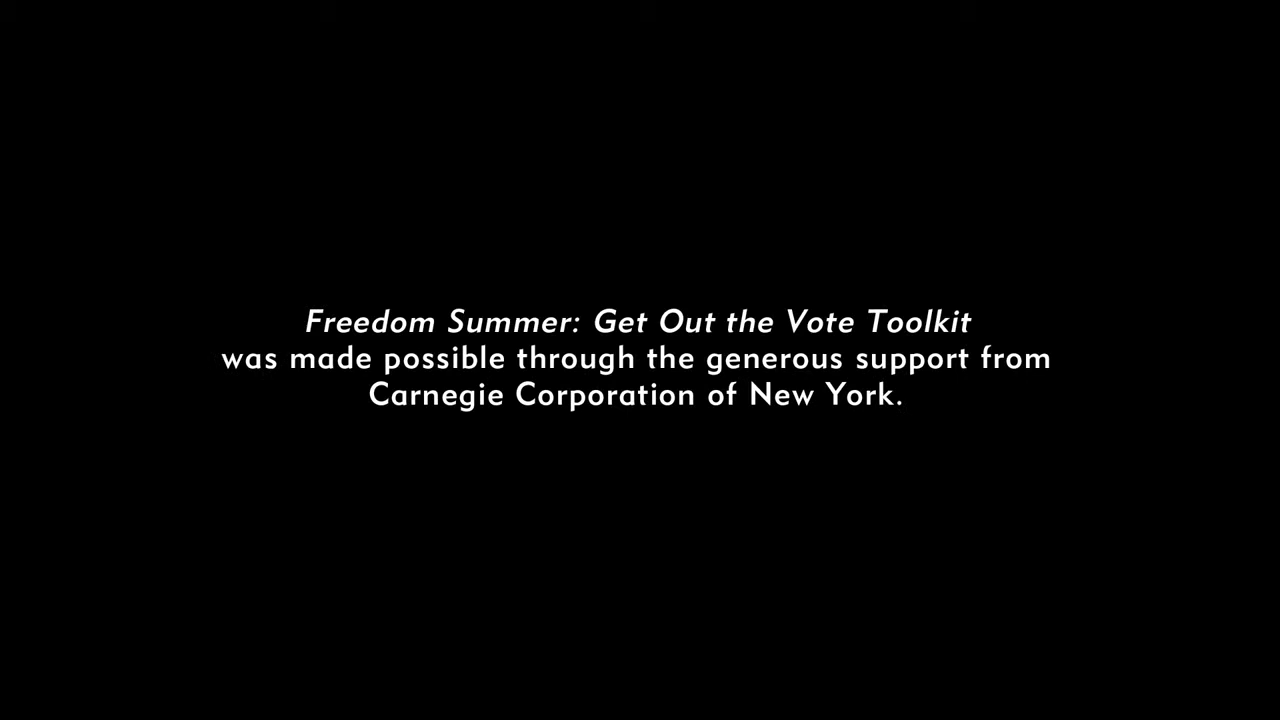 Freedom Summer: Get Out the Vote Toolkit
was made possible through the generous support from
Carnegie Corporation of New York.